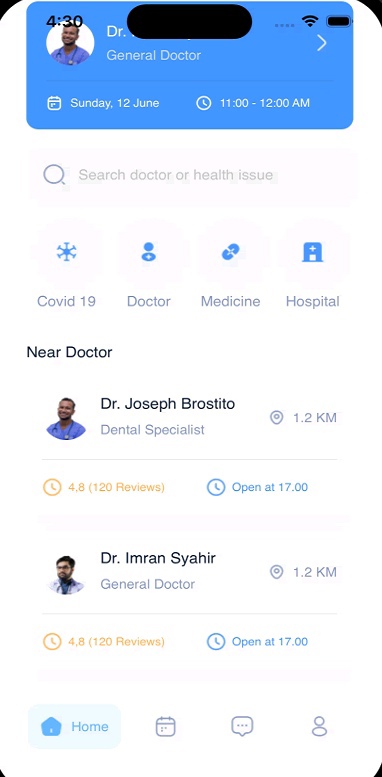 4:30
Dr.
General Doctor
Sunday, 12 June
11:00 - 12:00 AM
Search doctor or health issue
Covid 19
Doctor
Medicine
Hospital
Near Doctor
Dr. Joseph Brostito
Dental Specialist
1.2 KM
4,8 (120 Reviews)
Open at 17.00
Dr. Imran Syahir
General Doctor
1.2 KM
4,8 (120 Reviews)
Open at 17.00
Home